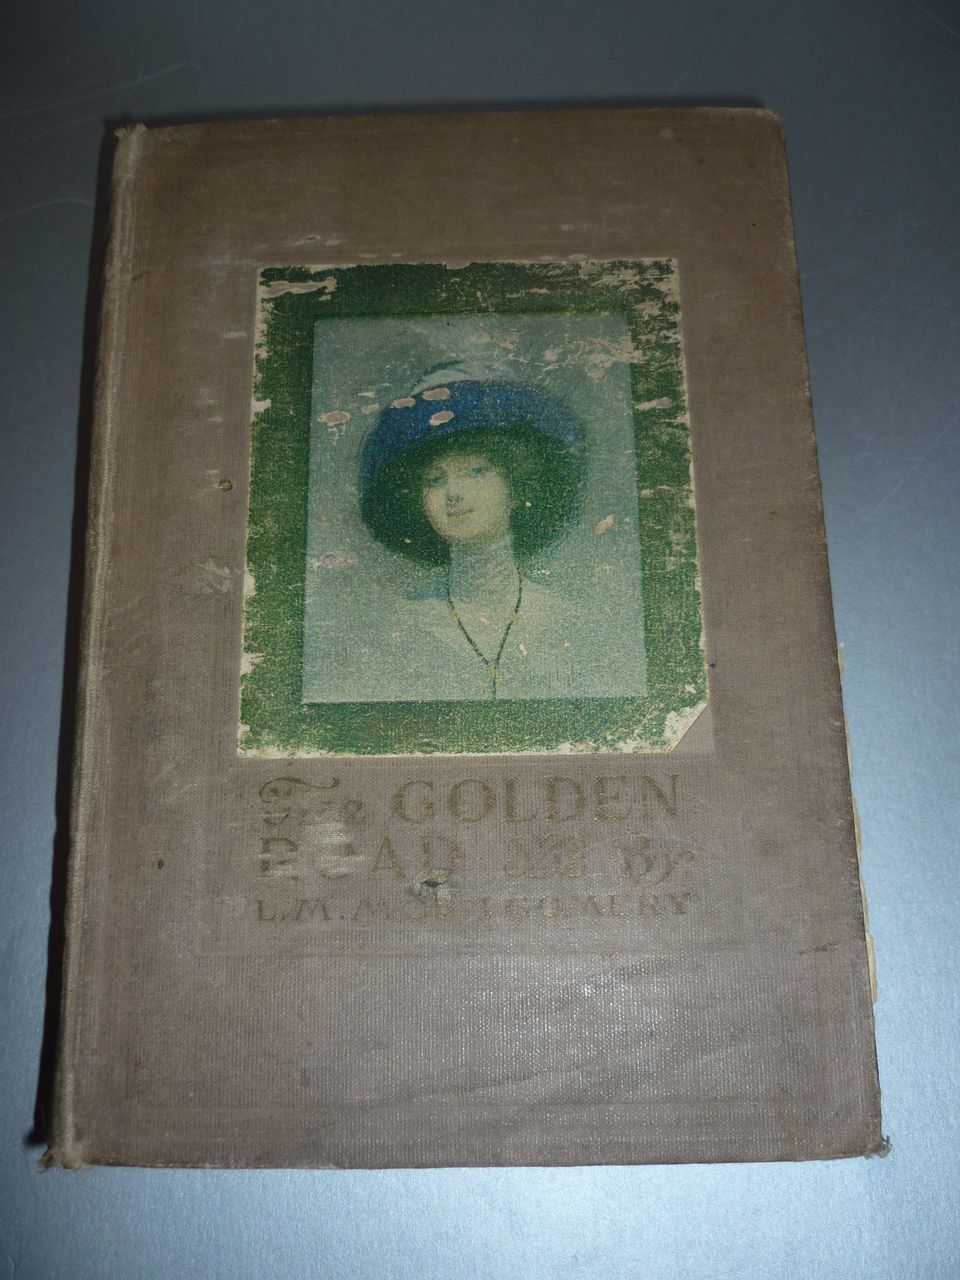 The GOLDEN
ROAD By
L. M. MONTGOMERY